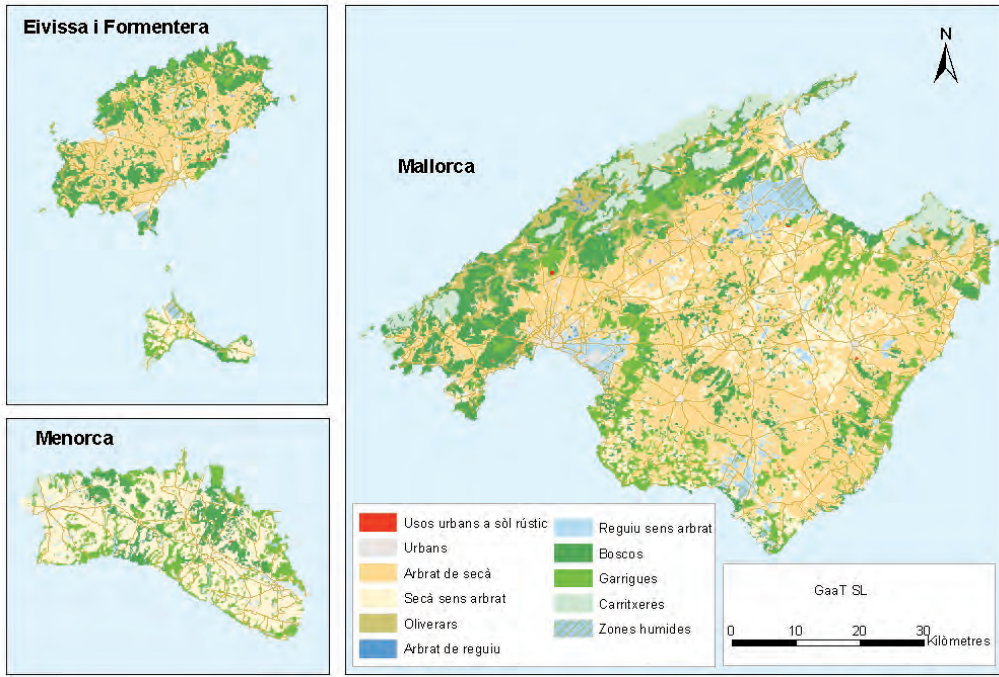 Eivissa i Formentera
N
Mallorca
Menorca
Usos urbans a sòl rústic
Urbans
Arbrat de secà
Secà sens arbrat
Oliverars
Arbrat de reguiu
Reguiu sens arbrat
Boscos
Garrigues
Carritxeres
Zones humides
GaaT SL
0 10 20 30
Kilòmetres